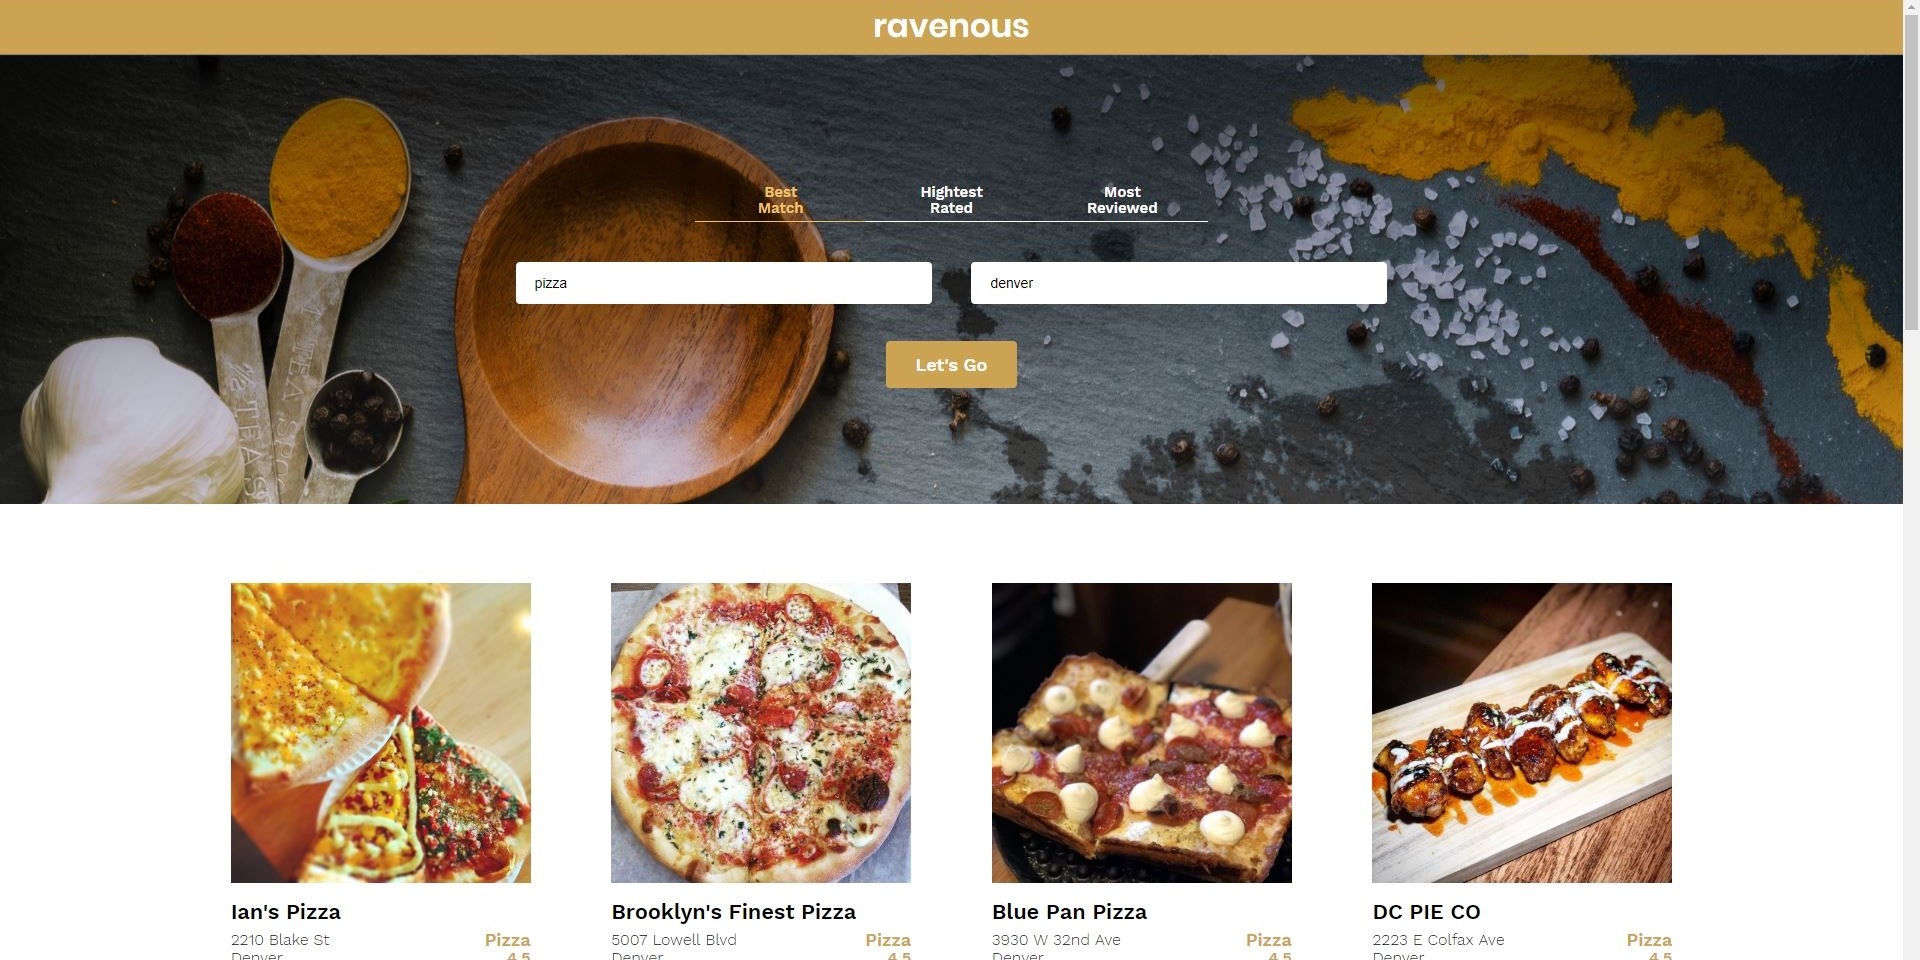 ravenous
Best
Match
Hightest
Rated
Most
Reviewed
pizza
denver
Let's Go
Ian's Pizza
2210 Blake St
Pizza
Denver
4.5
Brooklyn's Finest Pizza
5007 Lowell Blvd
Pizza
Denver
4.5
Blue Pan Pizza
3930 W 32nd Ave
Pizza
Denver
4.5
DC PIE CO
2223 E Colfax Ave
Pizza
Denver
4.5